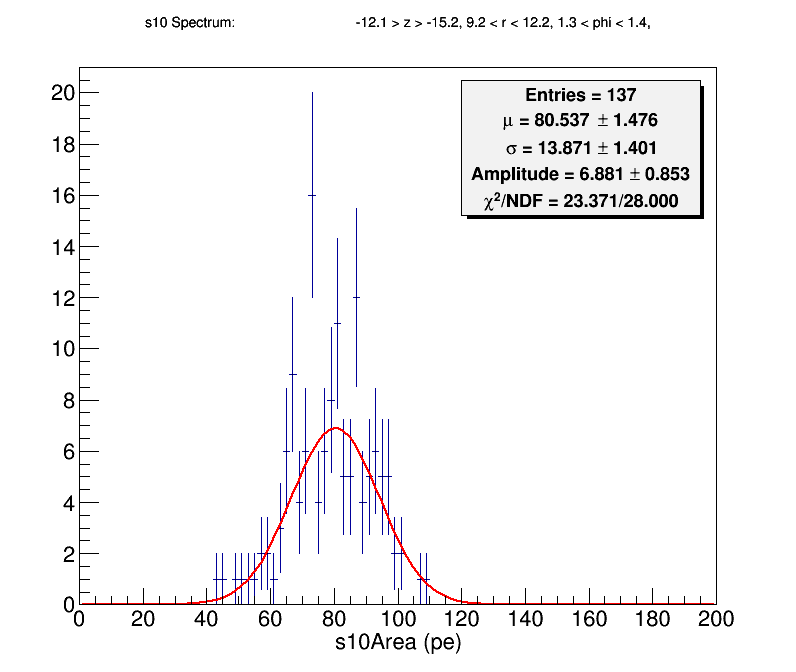 s10 Spectrum: -12.1 > z > -15.2, 9.2 < r < 12.2, 1.3 < phi < 1.4,
Entries = 137
μ = 80.537 ± 1.476
σ = 13.871 ± 1.401
Amplitude = 6.881 ± 0.853
χ²/NDF = 23.371/28.000
20
18
16
14
12
10
8
6
4
2
0
0 20 40 60 80 100 120 140 160 180 200
s10Area (pe)